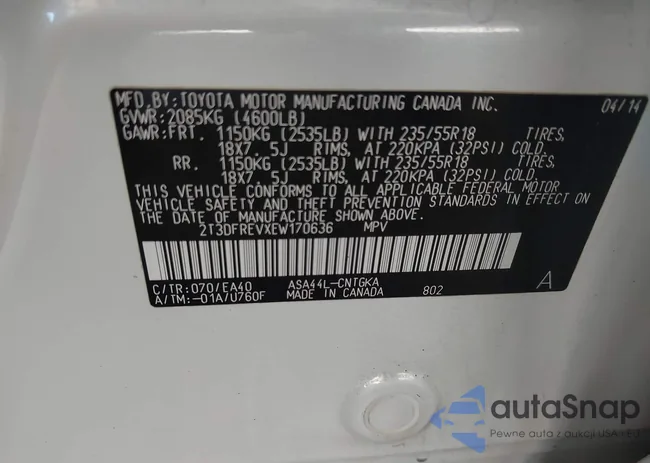 MFD. BY: TOYOTA MOTOR MANUFACTURING CANADA INC. 04/14
GVWR: 2085KG (4600LB)
GAWR: FRT. 1150KG (2535LB) WITH 235/55R18 TIRES,
18X7.5J RIMS, AT 220KPA (32PSI) COLD.
RR. 1150KG (2535LB) WITH 235/55R18 TIRES,
18X7.5J RIMS, AT 220KPA (32PSI) COLD.
THIS VEHICLE CONFORMS TO ALL APPLICABLE FEDERAL MOTOR
VEHICLE SAFETY AND THEFT PREVENTION STANDARDS IN EFFECT ON
THE DATE OF MANUFACTURE SHOWN ABOVE.
2T3DFREVXEW170636 MPV
C/TR: 070/EA40 ASA44L-CNTGKA A
A/TM: -01A/U760F MADE IN CANADA 802
autoSnap
Pewne auto z aukcji USA